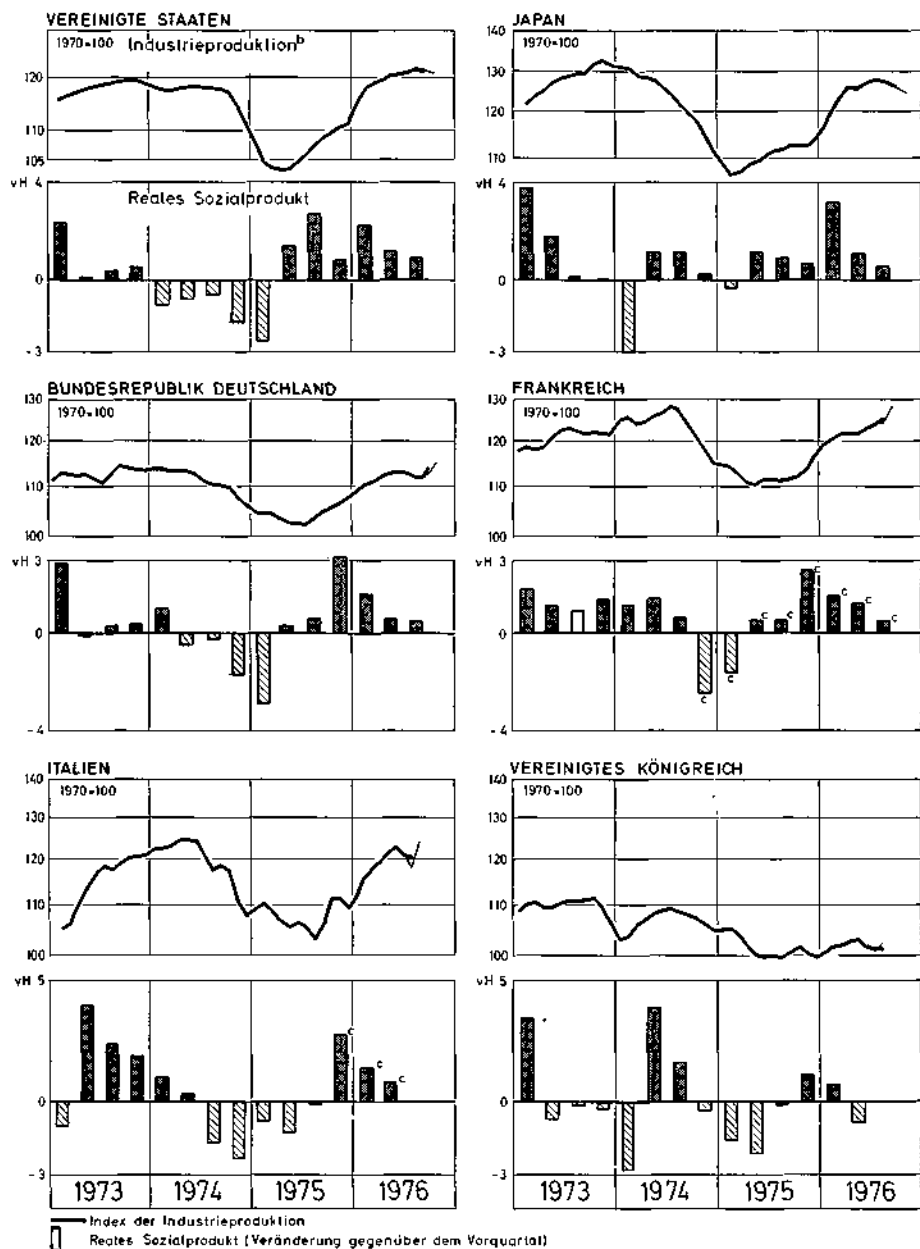 VEREINIGTE STAATEN
1970=100 Industrieproduktion b
120
110
105
vH 4
Reales Sozialprodukt
0
-3
JAPAN
140
1970=100
130
120
110
vH 4
0
-3
BUNDESREPUBLIK DEUTSCHLAND
130
1970=100
120
110
100
vH 3
0
-4
FRANKREICH
130
1970=100
120
110
100
vH 3
c
c
c
c
c
c
0
c
c
-4
ITALIEN
140
1970=100
130
120
110
100
vH 5
c
c
c
0
-3
1973 1974 1975 1976
VEREINIGTES KÖNIGREICH
140
1970=100
130
120
110
100
vH 5
0
-3
1973 1974 1975 1976
Index der Industrieproduktion
Reales Sozialprodukt (Veränderung gegenüber dem Vorquartal)